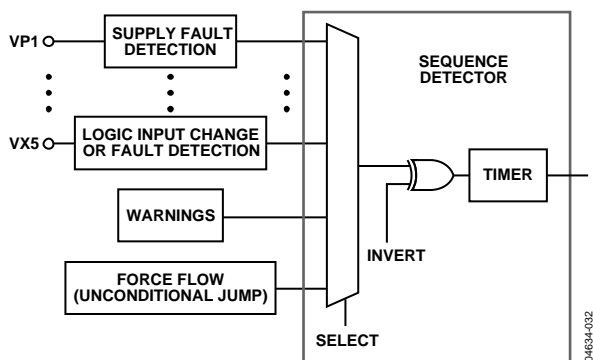 VP1
SUPPLY FAULT
DETECTION
SEQUENCE
DETECTOR
VX5
LOGIC INPUT CHANGE
OR FAULT DETECTION
TIMER
WARNINGS
INVERT
FORCE FLOW
(UNCONDITIONAL JUMP)
SELECT
04634-032